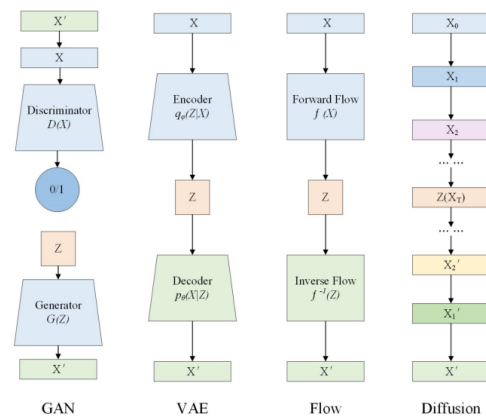 X'
X
Discriminator
D(X)
0/1
Z
Generator
G(Z)
X'
GAN
X
Encoder
qφ(Z|X)
Z
Decoder
pθ(X|Z)
X'
VAE
X
Forward Flow
f (X)
Z
Inverse Flow
f⁻¹(Z)
X'
Flow
X₀
X₁
X₂
... ...
Z(X_T)
... ...
X₂'
X₁'
X'
Diffusion